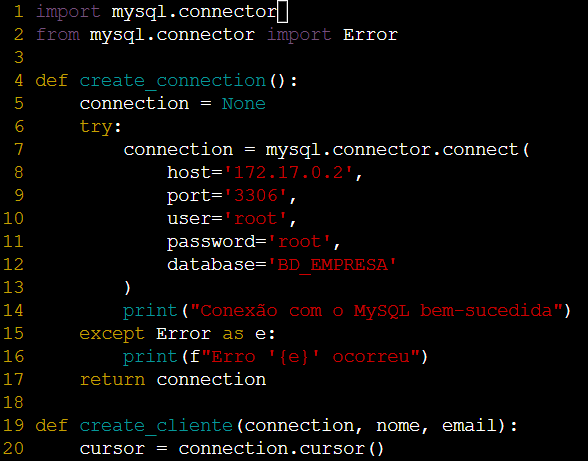 1 import mysql.connector
2 from mysql.connector import Error
3
4 def create_connection():
5     connection = None
6     try:
7         connection = mysql.connector.connect(
8             host='172.17.0.2',
9             port='3306',
10             user='root',
11             password='root',
12             database='BD_EMPRESA'
13         )
14         print("Conexão com o MySQL bem-sucedida")
15     except Error as e:
16         print(f"Erro '{e}' ocorreu")
17     return connection
18
19 def create_cliente(connection, nome, email):
20     cursor = connection.cursor()